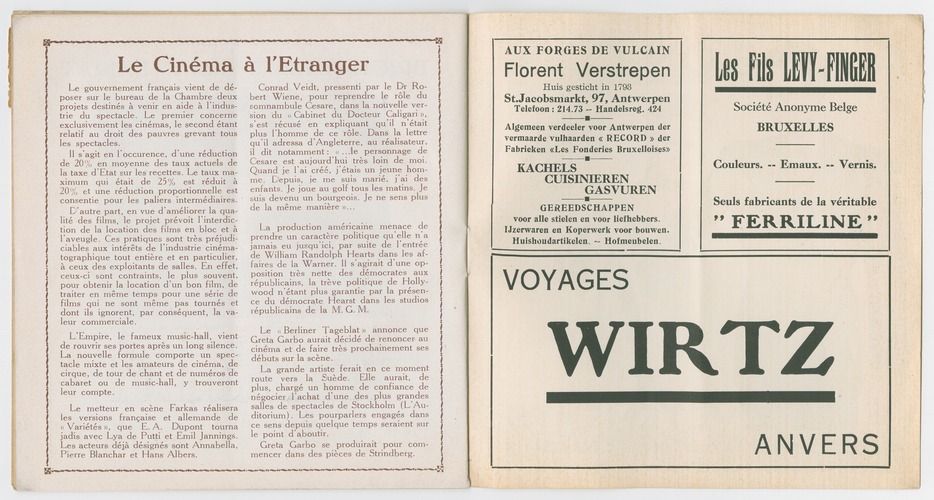 Le Cinéma à l'Etranger
Le gouvernement français vient de dé-
poser sur le bureau de la Chambre deux
projets destinés à venir en aide à l'indus-
trie du spectacle. Le premier concerne
exclusivement les cinémas, le second étant
relatif au droit des pauvres grevant tous
les spectacles.
Il s'agit en l'occurence, d'une réduction
de 20% en moyenne des taux actuels de
la taxe d'Etat sur les recettes. Le taux ma-
ximum qui était de 25% est réduit à
20% et une réduction proportionnelle est
consentie pour les paliers intermédiaires.
D'autre part, en vue d'améliorer la qua-
lité des films, le projet prévoit l'interdic-
tion de la location des films en bloc et à
l'aveugle. Ces pratiques sont très préjudi-
ciables aux intérêts de l'industrie cinéma-
tographique tout entière et en particulier,
à ceux des exploitants de salles. En effet,
ceux-ci sont contraints, le plus souvent,
pour obtenir la location d'un bon film, de
traiter en même temps pour une série de
films qui ne sont même pas tournés et
dont ils ignorent, par conséquent, la va-
leur commerciale.
L'Empire, le fameux music-hall, vient
de rouvrir ses portes après un long silence.
La nouvelle formule comporte un spec-
tacle mixte et les amateurs de cinéma, de
cirque, de tour de chant et de numéros de
cabaret ou de music-hall, y trouveront
leur compte.
Le metteur en scène Farkas réalisera
les versions française et allemande de
« Variétés », que E. A. Dupont tourna
jadis avec Lya de Putti et Emil Jannings.
Les acteurs déjà désignés sont Annabella,
Pierre Blanchar et Hans Albers.
Conrad Veidt, pressenti par le Dr Ro-
bert Wiene, pour reprendre le rôle du
somnambule Cesare, dans la nouvelle ver-
sion du « Cabinet du Docteur Caligari »,
s'est récusé en expliquant qu'il n'était
plus l'homme de ce rôle. Dans la lettre
qu'il adressa d'Angleterre, au réalisateur,
il dit notamment : « ...le personnage de
Cesare est aujourd'hui très loin de moi.
Quand je l'ai créé, j'étais un jeune hom-
me. Depuis, je me suis marié, j'ai des
enfants. Je joue au golf tous les matins. Je
suis devenu un bourgeois. Je ne sens plus
de la même manière »...
La production américaine menace de
prendre un caractère politique qu'elle n'a
jamais eu jusqu'ici, par suite de l'entrée
de William Randolph Hearts dans les af-
faires de la Warner. Il s'agirait d'une op-
position très nette des démocrates aux
républicains, la trêve politique de Holly-
wood n'étant plus garantie par la présen-
ce du démocrate Hearst dans les studios
républicains de la M. G. M.
Le « Berliner Tageblat » annonce que
Greta Garbo aurait décidé de renoncer au
cinéma et de faire très prochainement ses
débuts sur la scène.
La grande artiste ferait en ce moment
route vers la Suède. Elle aurait, de
plus, chargé un homme de confiance de
négocier l'achat d'une des plus grandes
salles de spectacles de Stockholm (L'Au-
ditorium). Les pourparlers engagés dans
ce sens depuis quelque temps seraient sur
le point d'aboutir.
Greta Garbo se produirait pour com-
mencer dans des pièces de Strindberg.
AUX FORGES DE VULCAIN
Florent Verstrepen
Huis gesticht in 1793
St.Jacobsmarkt, 97, Antwerpen
Telefoon : 214.73 -- Handelsreg. 424
Algemeen verdeeler voor Antwerpen der
vermaarde vulhaarden « RECORD » der
Fabrieken «Les Fonderies Bruxelloises»
KACHELS
CUISINIEREN
GASVUREN
GEREEDSCHAPPEN
voor alle stielen en voor liefhebbers.
IJzerwaren en Koperwerk voor bouwen.
Huishoudartikelen. -- Hofmeubelen.
Les Fils LEVY-FINGER
Société Anonyme Belge
BRUXELLES
Couleurs. -- Emaux. -- Vernis.
Seuls fabricants de la véritable
" FERRILINE "
VOYAGES
WIRTZ
ANVERS